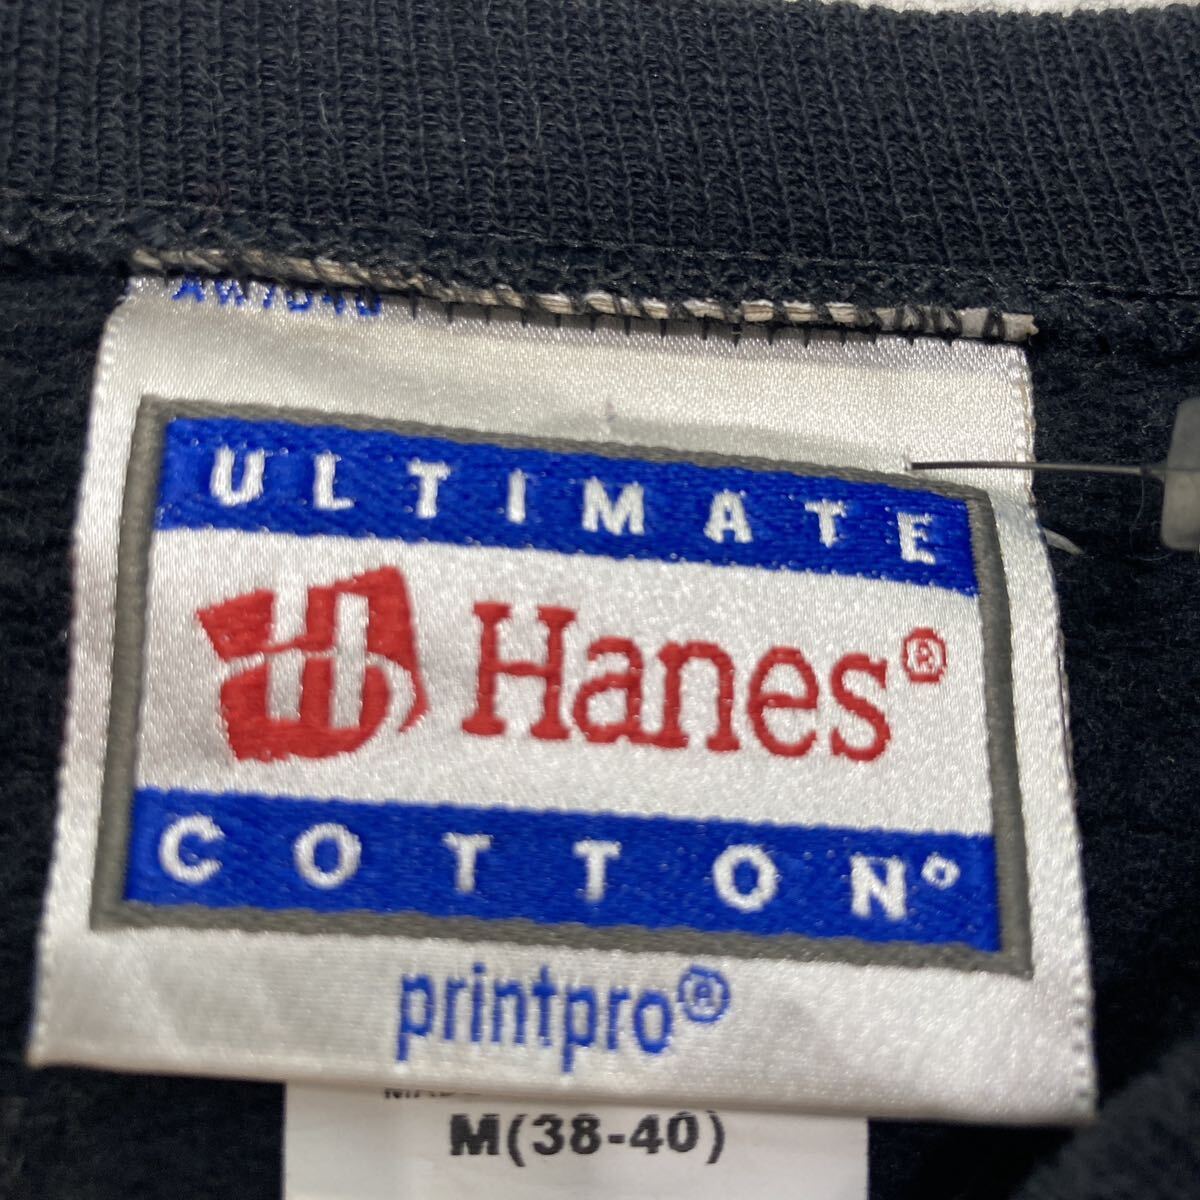 ULTIMATE
Hanes®
COTTON®
printpro®
M(38-40)